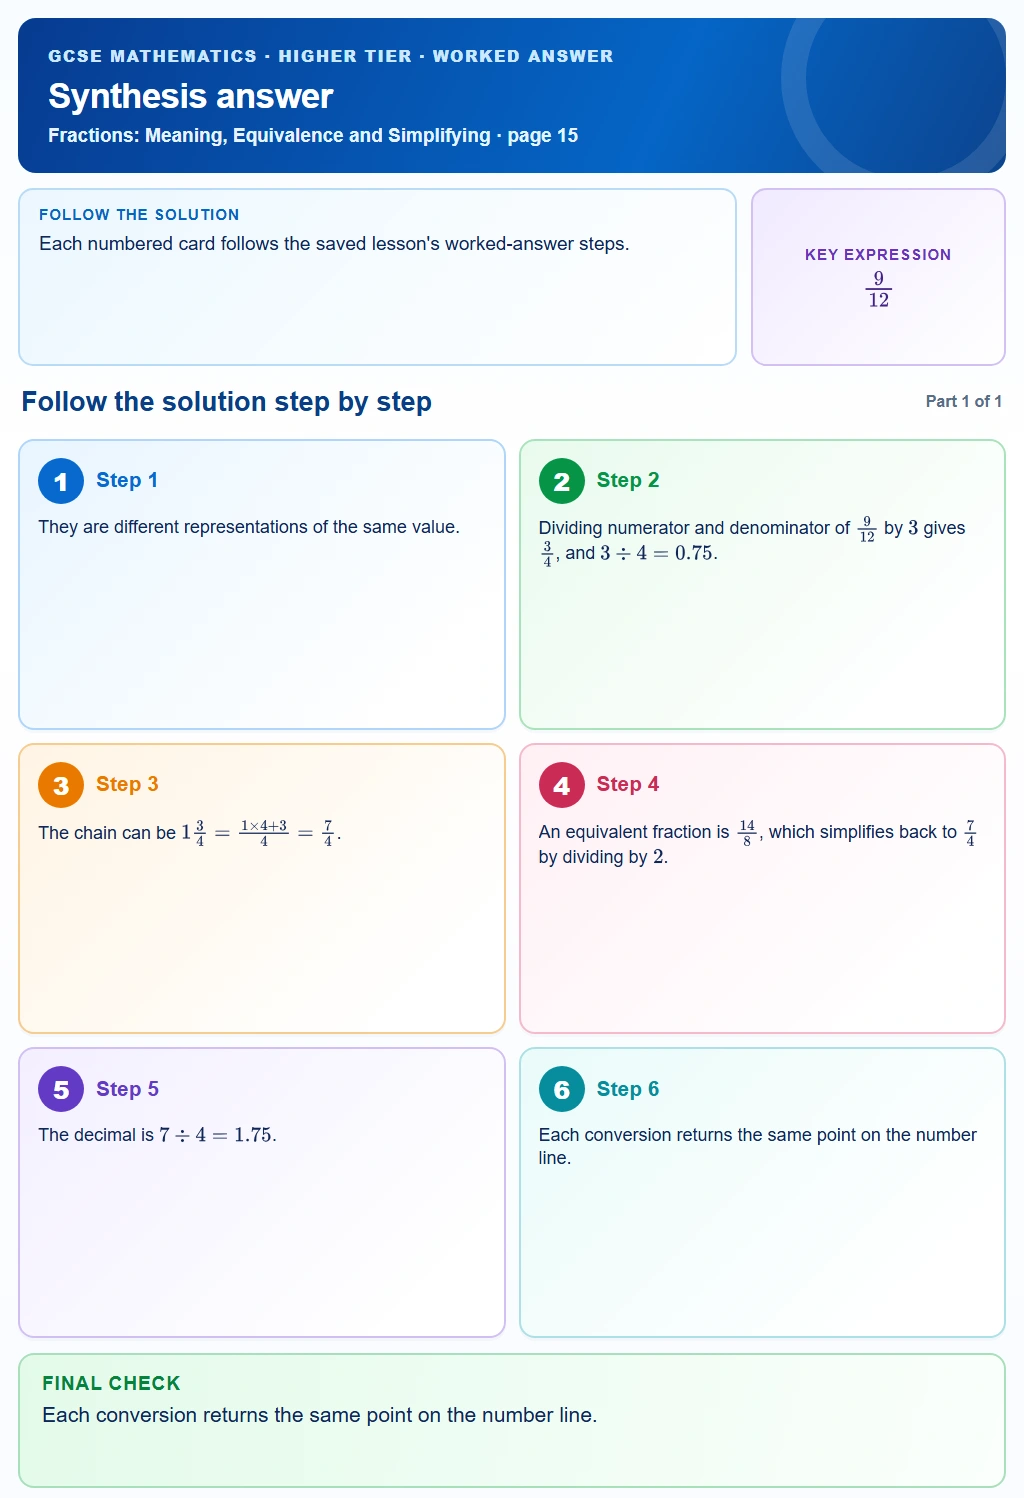 GCSE MATHEMATICS · HIGHER TIER · WORKED ANSWER
Synthesis answer
Fractions: Meaning, Equivalence and Simplifying · page 15
FOLLOW THE SOLUTION
Each numbered card follows the saved lesson's worked-answer steps.
KEY EXPRESSION
9/12
Follow the solution step by step
Part 1 of 1
1 Step 1
They are different representations of the same value.
2 Step 2
Dividing numerator and denominator of 9/12 by 3 gives
3/4, and 3 ÷ 4 = 0.75.
3 Step 3
The chain can be 1 3/4 = (1×4+3)/4 = 7/4.
4 Step 4
An equivalent fraction is 14/8, which simplifies back to 7/4
by dividing by 2.
5 Step 5
The decimal is 7 ÷ 4 = 1.75.
6 Step 6
Each conversion returns the same point on the number
line.
FINAL CHECK
Each conversion returns the same point on the number line.